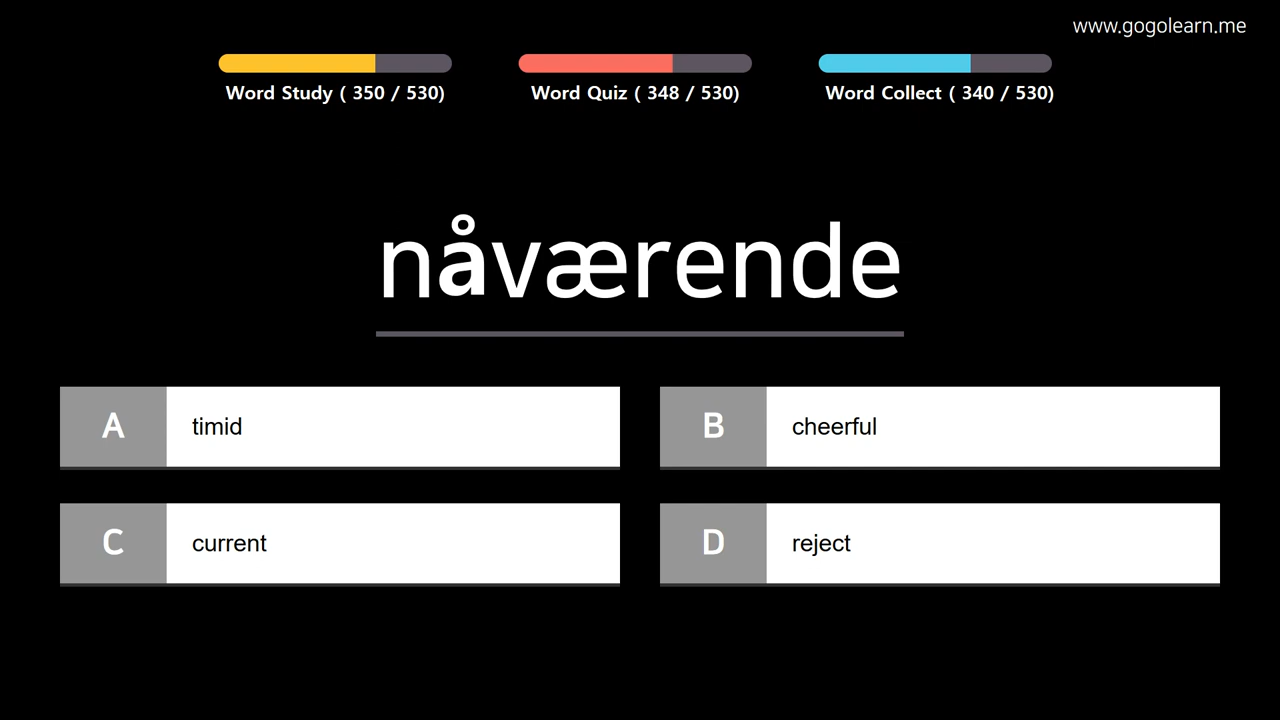 www.gogolearn.me
Word Study ( 350 / 530)
Word Quiz ( 348 / 530)
Word Collect ( 340 / 530)
nåværende
A timid
B cheerful
C current
D reject